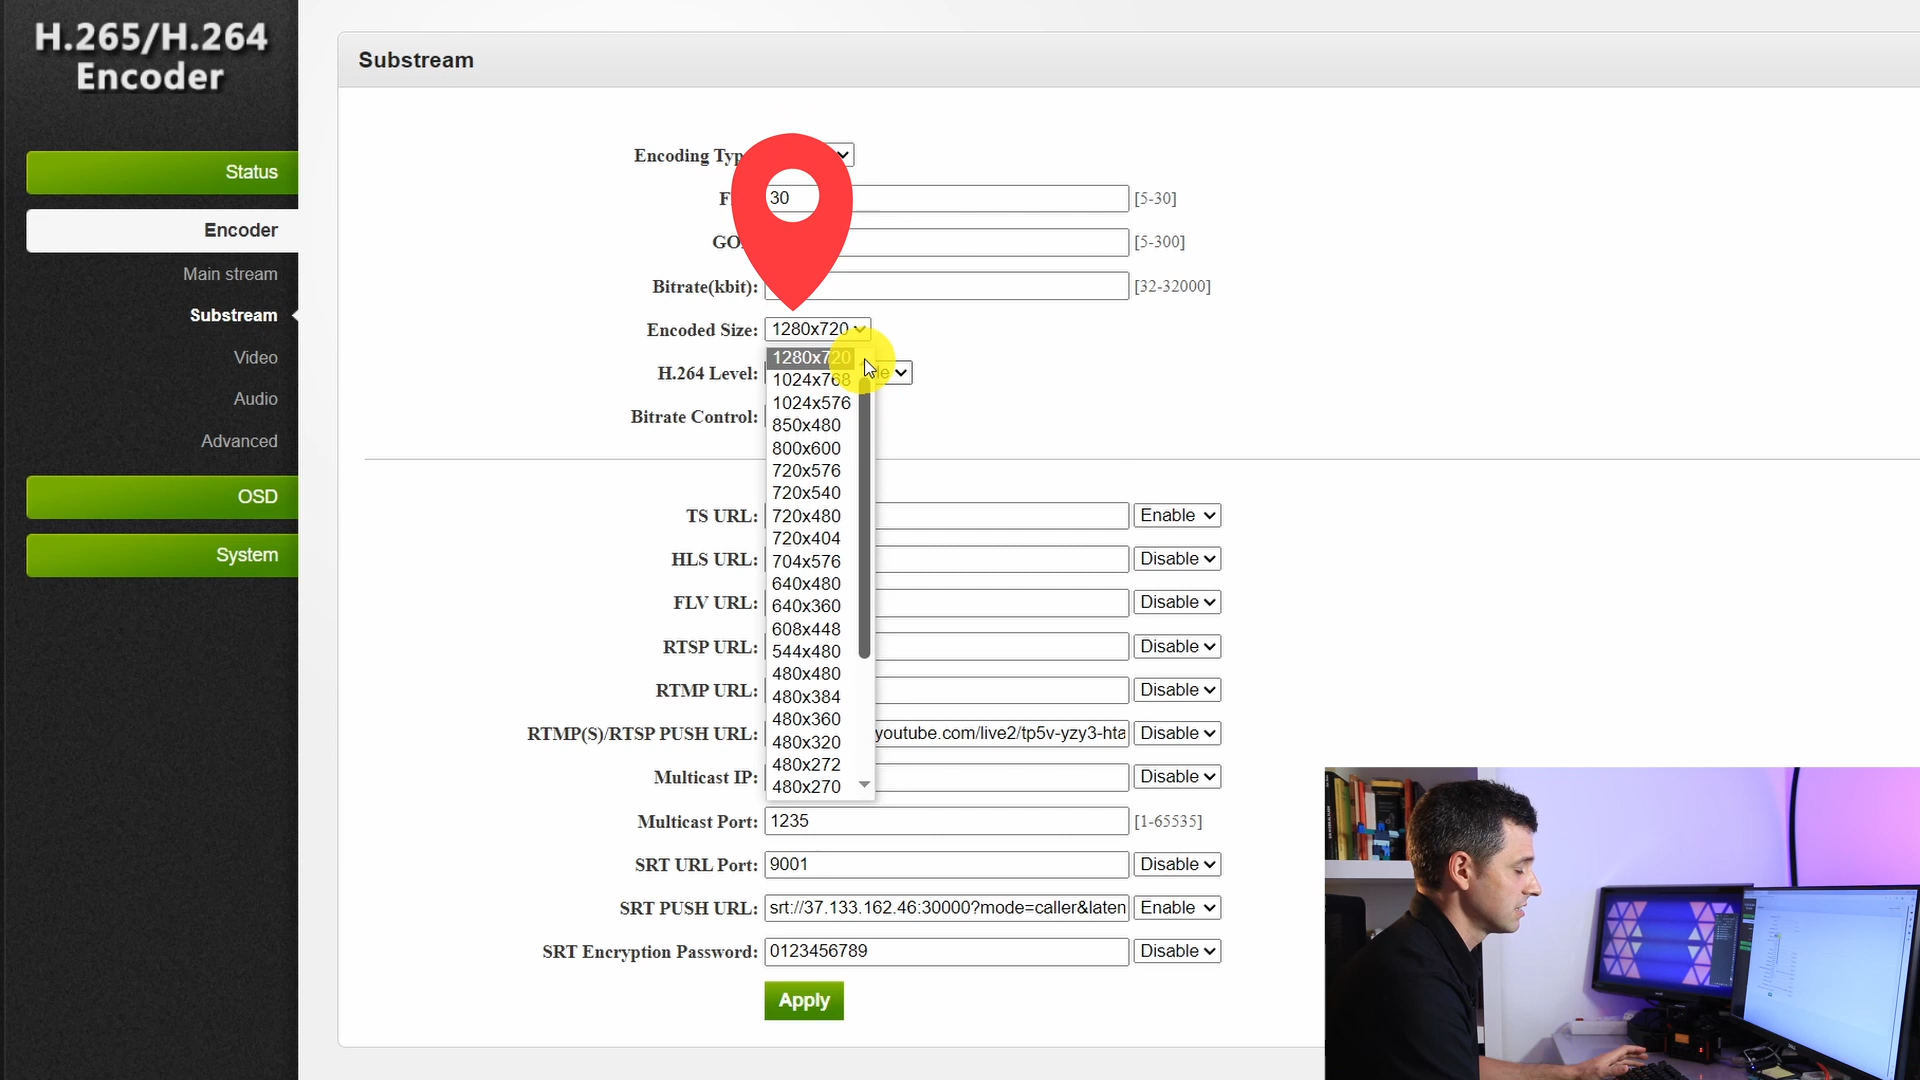 H.265/H.264
Encoder
Status
Encoder
Main stream
Substream
Video
Audio
Advanced
OSD
System
Substream
Encoding Typ
F 30 [5-30]
GO [5-300]
Bitrate(kbit): [32-32000]
Encoded Size: 1280x720
H.264 Level:
Bitrate Control:
1280x720
1024x768
1024x576
850x480
800x600
720x576
720x540
720x480
720x404
704x576
640x480
640x360
608x448
544x480
480x480
480x384
480x360
480x320
480x272
480x270
TS URL: Enable
HLS URL: Disable
FLV URL: Disable
RTSP URL: Disable
RTMP URL: Disable
RTMP(S)/RTSP PUSH URL: youtube.com/live2/tp5v-yzy3-hta Disable
Multicast IP: Disable
Multicast Port: 1235 [1-65535]
SRT URL Port: 9001 Disable
SRT PUSH URL: srt://37.133.162.46:30000?mode=caller&laten Enable
SRT Encryption Password: 0123456789 Disable
Apply